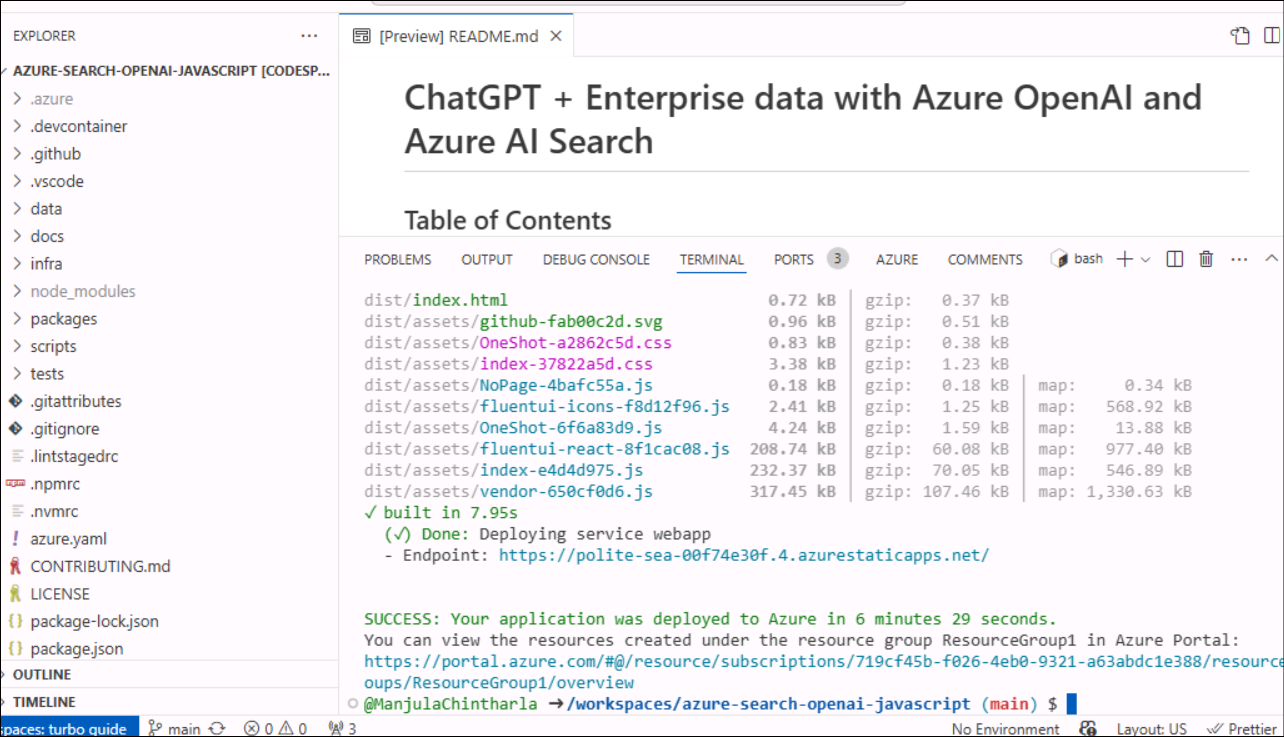 EXPLORER
AZURE-SEARCH-OPENAI-JAVASCRIPT [CODESP...
.azure
.devcontainer
.github
.vscode
data
docs
infra
node_modules
packages
scripts
tests
.gitattributes
.gitignore
.lintstagedrc
.npmrc
.nvmrc
azure.yaml
CONTRIBUTING.md
LICENSE
package-lock.json
package.json
OUTLINE
TIMELINE
[Preview] README.md
ChatGPT + Enterprise data with Azure OpenAI and
Azure AI Search
Table of Contents
PROBLEMS OUTPUT DEBUG CONSOLE TERMINAL PORTS 3 AZURE COMMENTS bash
dist/index.html 0.72 kB │ gzip: 0.37 kB
dist/assets/github-fab00c2d.svg 0.96 kB │ gzip: 0.51 kB
dist/assets/OneShot-a2862c5d.css 0.83 kB │ gzip: 0.38 kB
dist/assets/index-37822a5d.css 3.38 kB │ gzip: 1.23 kB
dist/assets/NoPage-4bafc55a.js 0.18 kB │ gzip: 0.18 kB │ map: 0.34 kB
dist/assets/fluentui-icons-f8d12f96.js 2.41 kB │ gzip: 1.25 kB │ map: 568.92 kB
dist/assets/OneShot-6f6a83d9.js 4.24 kB │ gzip: 1.59 kB │ map: 13.88 kB
dist/assets/fluentui-react-8f1cac08.js 208.74 kB │ gzip: 60.08 kB │ map: 977.40 kB
dist/assets/index-e4d4d975.js 232.37 kB │ gzip: 70.05 kB │ map: 546.89 kB
dist/assets/vendor-650cf0d6.js 317.45 kB │ gzip: 107.46 kB │ map: 1,330.63 kB
✓ built in 7.95s
(✓) Done: Deploying service webapp
- Endpoint: https://polite-sea-00f74e30f.4.azurestaticapps.net/
SUCCESS: Your application was deployed to Azure in 6 minutes 29 seconds.
You can view the resources created under the resource group ResourceGroup1 in Azure Portal:
https://portal.azure.com/#@/resource/subscriptions/719cf45b-f026-4eb0-9321-a63abdc1e388/resource
oups/ResourceGroup1/overview
@ManjulaChintharla ➜/workspaces/azure-search-openai-javascript (main) $
spaces: turbo guide main 0 0 3 No Environment Layout: US Prettier